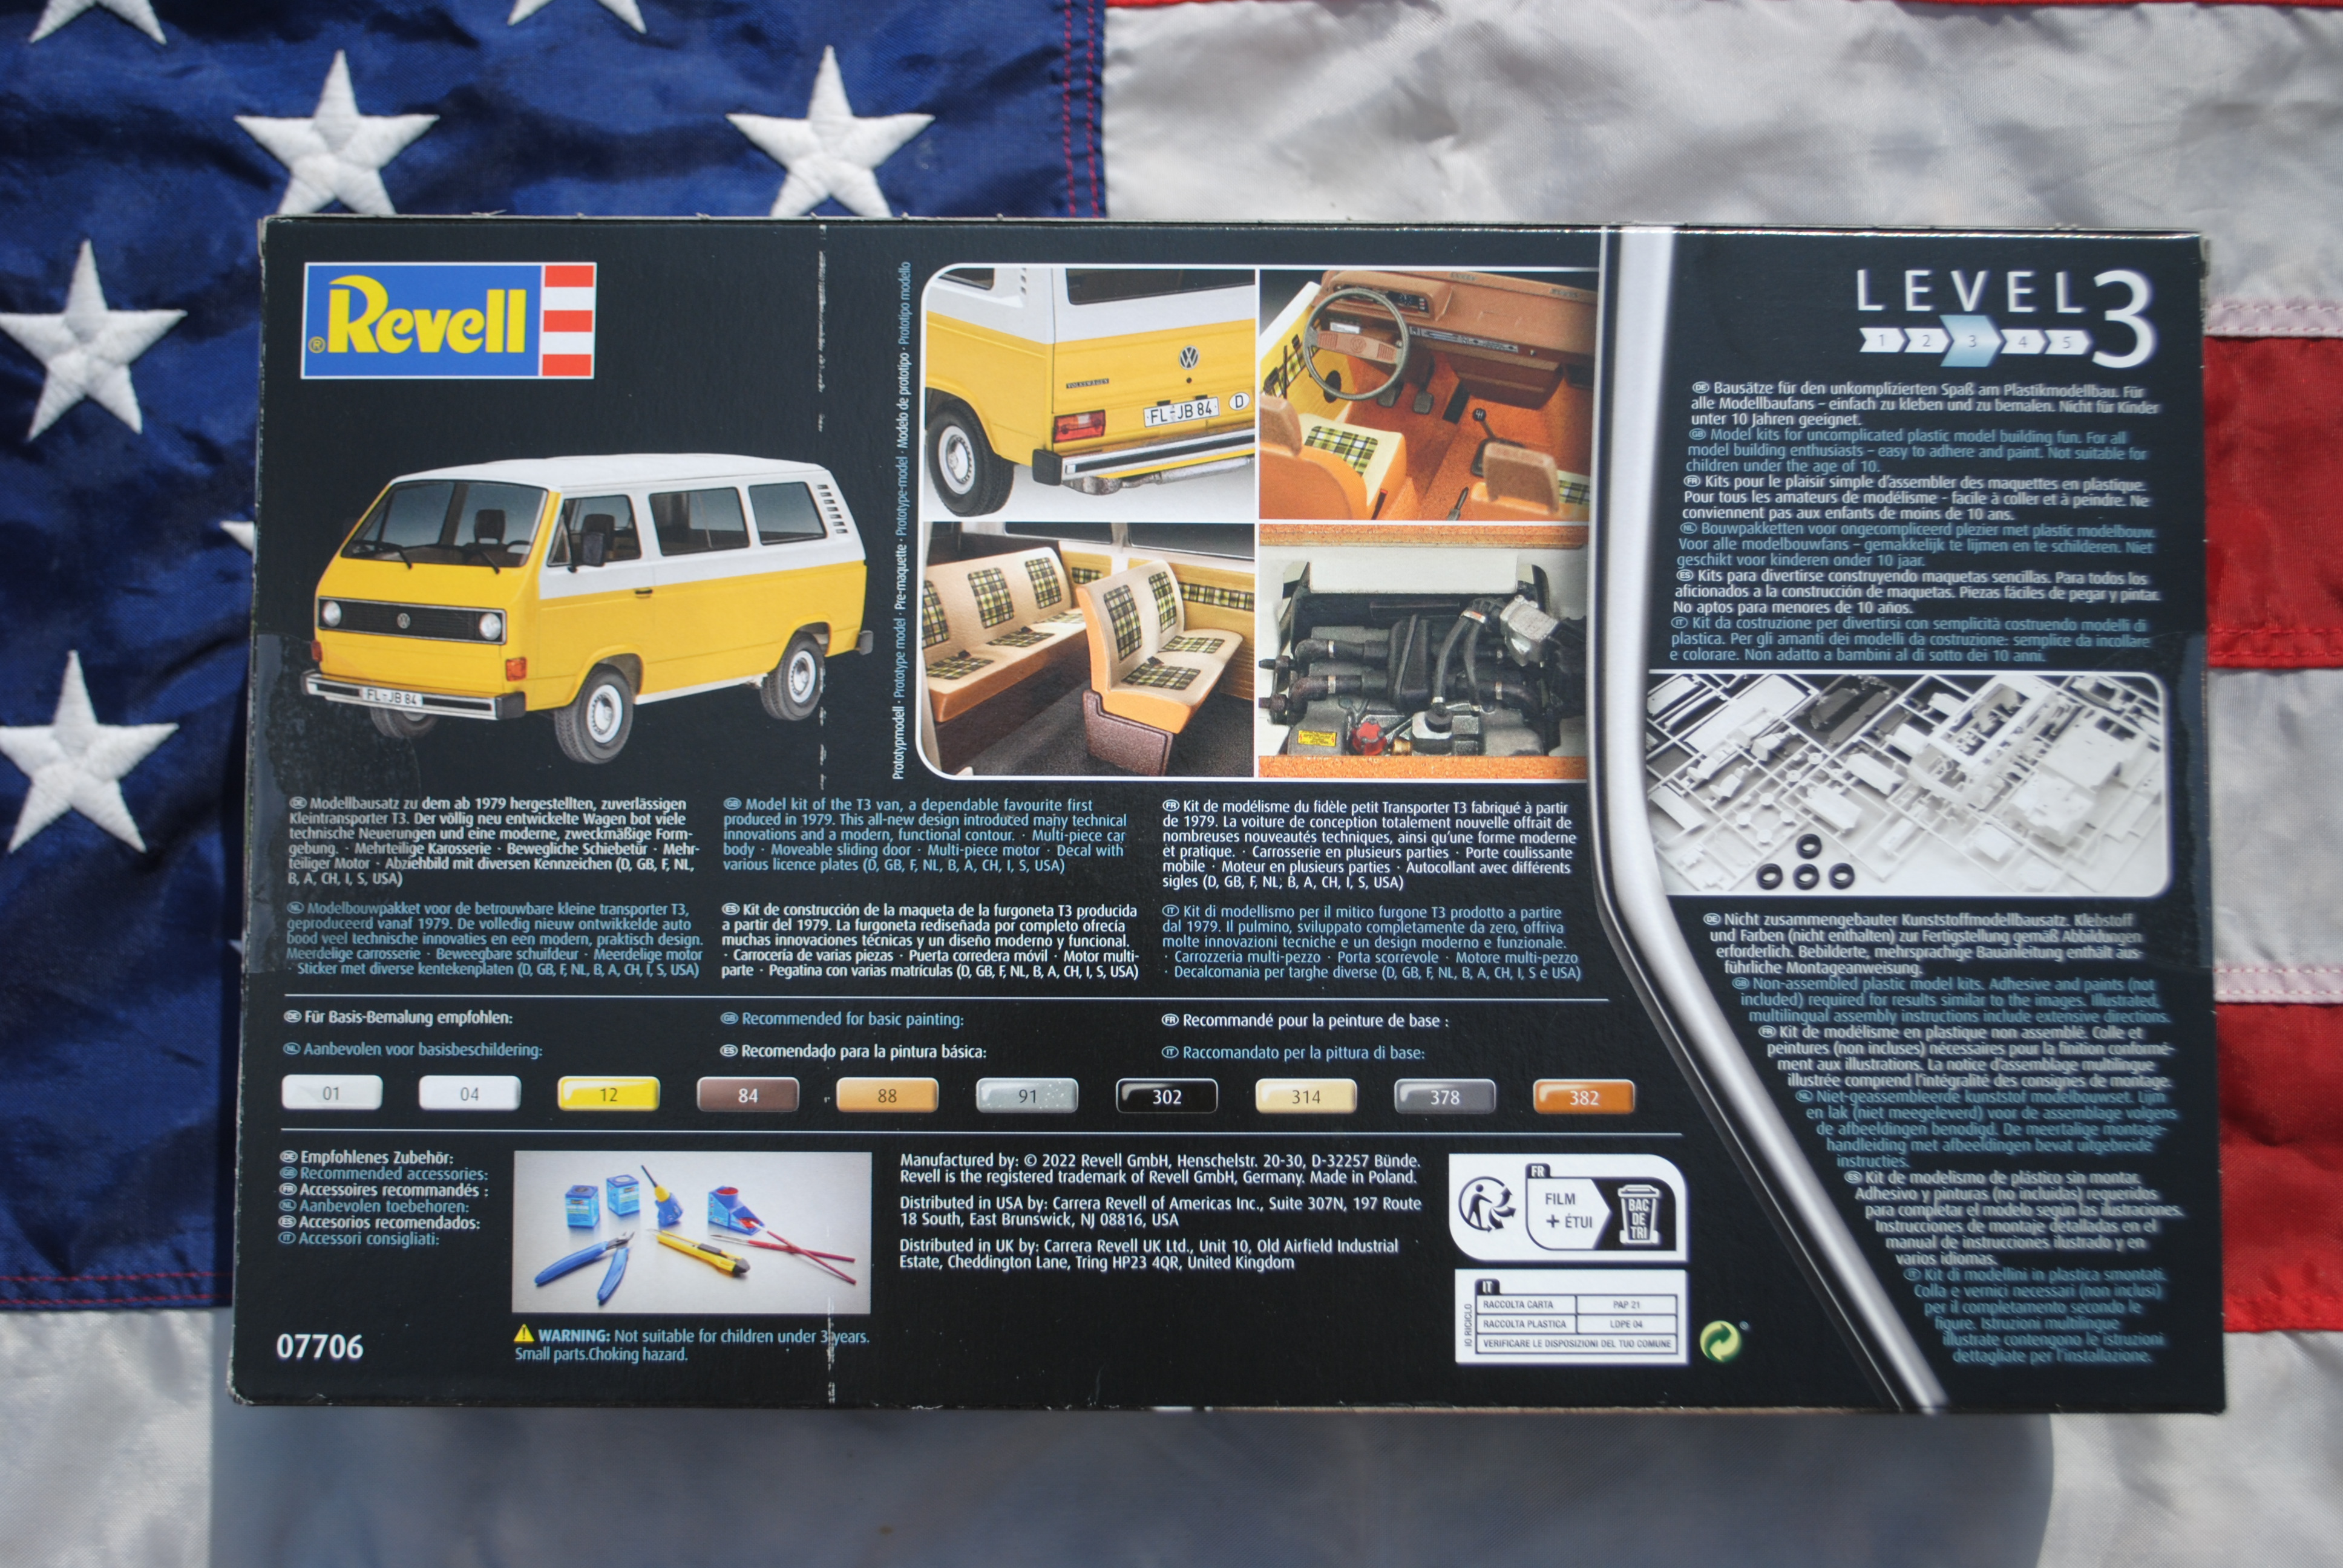 Revell
®
FL-JB 84
Prototypmodell · Prototype model · Pre-maquette · Prototype-model · Modelo de prototipo · Prototipo modello
VOLKSWAGEN
FL-JB 84
D
LEVEL 3
1 2 3 4 5
DE Bausätze für den unkomplizierten Spaß am Plastikmodellbau. Für
alle Modellbaufans – einfach zu kleben und zu bemalen. Nicht für Kinder
unter 10 Jahren geeignet.
GB Model kits for uncomplicated plastic model building fun. For all
model building enthusiasts – easy to adhere and paint. Not suitable for
children under the age of 10.
FR Kits pour le plaisir simple d'assembler des maquettes en plastique.
Pour tous les amateurs de modélisme - facile à coller et à peindre. Ne
conviennent pas aux enfants de moins de 10 ans.
NL Bouwpakketten voor ongecompliceerd plezier met plastic modelbouw.
Voor alle modelbouwfans – gemakkelijk te lijmen en te schilderen. Niet
geschikt voor kinderen onder 10 jaar.
ES Kits para divertirse construyendo maquetas sencillas. Para todos los
aficionados a la construcción de maquetas. Piezas fáciles de pegar y pintar.
No aptos para menores de 10 años.
IT Kit da costruzione per divertirsi con semplicità costruendo modelli di
plastica. Per gli amanti dei modelli da costruzione: semplice da incollare
e colorare. Non adatto a bambini al di sotto dei 10 anni.
DE Modellbausatz zu dem ab 1979 hergestellten, zuverlässigen
Kleintransporter T3. Der völlig neu entwickelte Wagen bot viele
technische Neuerungen und eine moderne, zweckmäßige Form-
gebung. · Mehrteilige Karosserie · Bewegliche Schiebetür · Mehr-
teiliger Motor · Abziehbild mit diversen Kennzeichen (D, GB, F, NL,
B, A, CH, I, S, USA)
GB Model kit of the T3 van, a dependable favourite first
produced in 1979. This all-new design introduced many technical
innovations and a modern, functional contour. · Multi-piece car
body · Moveable sliding door · Multi-piece motor · Decal with
various licence plates (D, GB, F, NL, B, A, CH, I, S, USA)
FR Kit de modélisme du fidèle petit Transporter T3 fabriqué à partir
de 1979. La voiture de conception totalement nouvelle offrait de
nombreuses nouveautés techniques, ainsi qu'une forme moderne
et pratique. · Carrosserie en plusieurs parties · Porte coulissante
mobile · Moteur en plusieurs parties · Autocollant avec différents
sigles (D, GB, F, NL, B, A, CH, I, S, USA)
NL Modelbouwpakket voor de betrouwbare kleine transporter T3,
geproduceerd vanaf 1979. De volledig nieuw ontwikkelde auto
bood veel technische innovaties en een modern, praktisch design.
Meerdelige carrosserie · Beweegbare schuifdeur · Meerdelige motor
· Sticker met diverse kentekenplaten (D, GB, F, NL, B, A, CH, I, S, USA)
ES Kit de construcción de la maqueta de la furgoneta T3 producida
a partir del 1979. La furgoneta rediseñada por completo ofrecía
muchas innovaciones técnicas y un diseño moderno y funcional.
· Carrocería de varias piezas · Puerta corredera móvil · Motor multi-
parte · Pegatina con varias matrículas (D, GB, F, NL, B, A, CH, I, S, USA)
IT Kit di modellismo per il mitico furgone T3 prodotto a partire
dal 1979. Il pulmino, sviluppato completamente da zero, offriva
molte innovazioni tecniche e un design moderno e funzionale.
· Carrozzeria multi-pezzo · Porta scorrevole · Motore multi-pezzo
· Decalcomania per targhe diverse (D, GB, F, NL, B, A, CH, I, S e USA)
DE Für Basis-Bemalung empfohlen:
GB Recommended for basic painting:
FR Recommandé pour la peinture de base :
NL Aanbevolen voor basisbeschildering:
ES Recomendado para la pintura básica:
IT Raccomandato per la pittura di base:
01 04 12 84 88 91 302 314 378 382
DE Nicht zusammengebauter Kunststoffmodellbausatz. Klebstoff
und Farben (nicht enthalten) zur Fertigstellung gemäß Abbildungen
erforderlich. Bebilderte, mehrsprachige Bauanleitung enthält aus-
führliche Montageanweisung.
GB Non-assembled plastic model kits. Adhesive and paints (not
included) required for results similar to the images. Illustrated,
multilingual assembly instructions include extensive directions.
FR Kit de modélisme en plastique non assemblé. Colle et
peintures (non incluses) nécessaires pour la finition conformé-
ment aux illustrations. La notice d'assemblage multilingue
illustrée comprend l'intégralité des consignes de montage.
NL Niet-geassembleerde kunststof modelbouwset. Lijm
en lak (niet meegeleverd) voor de assemblage volgens
de afbeeldingen benodigd. De meertalige montage-
handleiding met afbeeldingen bevat uitgebreide
instructies.
ES Kit de modelismo de plástico sin montar.
Adhesivo y pinturas (no incluidas) requeridos
para completar el modelo según las ilustraciones.
Instrucciones de montaje detalladas en el
manual de instrucciones ilustrado y en
varios idiomas.
IT Kit di modellini in plastica smontati.
Colla e vernici necessari (non inclusi)
per il completamento secondo le
figure. Istruzioni multilingue
illustrate contengono le istruzioni
dettagliate per l'installazione.
DE Empfohlenes Zubehör:
GB Recommended accessories:
FR Accessoires recommandés :
NL Aanbevolen toebehoren:
ES Accesorios recomendados:
IT Accessori consigliati:
07706
WARNING: Not suitable for children under 3 years.
Small parts.Choking hazard.
Manufactured by: © 2022 Revell GmbH, Henschelstr. 20-30, D-32257 Bünde.
Revell is the registered trademark of Revell GmbH, Germany. Made in Poland.
Distributed in USA by: Carrera Revell of Americas Inc., Suite 307N, 197 Route
18 South, East Brunswick, NJ 08816, USA
Distributed in UK by: Carrera Revell UK Ltd., Unit 10, Old Airfield Industrial
Estate, Cheddington Lane, Tring HP23 4QR, United Kingdom
FR
FILM
+ ÉTUI
BAC
DE
TRI
IT
IO RICICLO
RACCOLTA CARTA PAP 21
RACCOLTA PLASTICA LDPE 04
VERIFICARE LE DISPOSIZIONI DEL TUO COMUNE